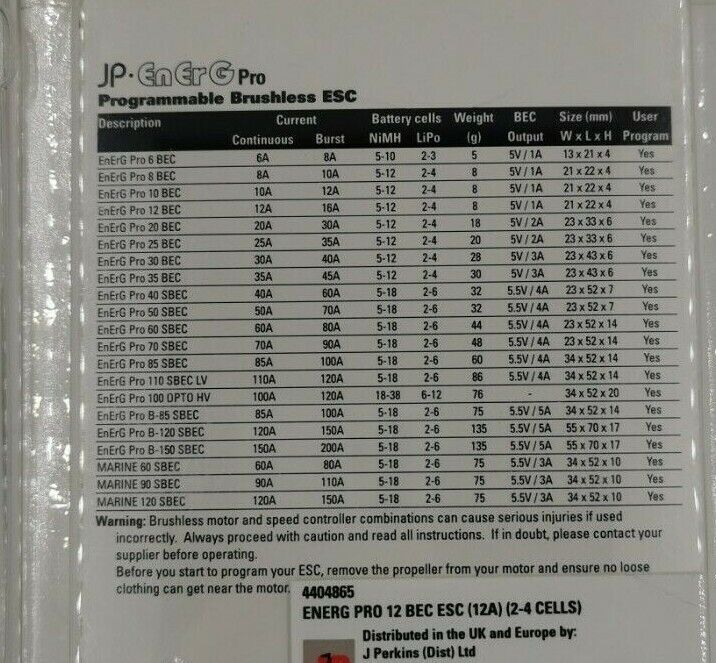 JP·EnErG Pro
Programmable Brushless ESC
Description Current Battery cells Weight BEC Size (mm) User
Continuous Burst NiMH LiPo (g) Output W x L x H Program
EnErG Pro 6 BEC 6A 8A 5-10 2-3 5 5V / 1A 13 x 21 x 4 Yes
EnErG Pro 8 BEC 8A 10A 5-12 2-4 8 5V / 1A 21 x 22 x 4 Yes
EnErG Pro 10 BEC 10A 12A 5-12 2-4 8 5V / 1A 21 x 22 x 4 Yes
EnErG Pro 12 BEC 12A 16A 5-12 2-4 8 5V / 1A 21 x 22 x 4 Yes
EnErG Pro 20 BEC 20A 30A 5-12 2-4 18 5V / 2A 23 x 33 x 6 Yes
EnErG Pro 25 BEC 25A 35A 5-12 2-4 20 5V / 2A 23 x 33 x 6 Yes
EnErG Pro 30 BEC 30A 40A 5-12 2-4 28 5V / 3A 23 x 43 x 6 Yes
EnErG Pro 35 BEC 35A 45A 5-12 2-4 30 5V / 3A 23 x 43 x 6 Yes
EnErG Pro 40 SBEC 40A 60A 5-18 2-6 32 5.5V / 4A 23 x 52 x 7 Yes
EnErG Pro 50 SBEC 50A 70A 5-18 2-6 32 5.5V / 4A 23 x 52 x 7 Yes
EnErG Pro 60 SBEC 60A 80A 5-18 2-6 44 5.5V / 4A 23 x 52 x 14 Yes
EnErG Pro 70 SBEC 70A 90A 5-18 2-6 48 5.5V / 4A 23 x 52 x 14 Yes
EnErG Pro 85 SBEC 85A 100A 5-18 2-6 60 5.5V / 4A 34 x 52 x 14 Yes
EnErG Pro 110 SBEC LV 110A 120A 5-18 2-6 86 5.5V / 4A 34 x 52 x 14 Yes
EnErG Pro 100 OPTO HV 100A 120A 18-38 6-12 76 - 34 x 52 x 20 Yes
EnErG Pro B-85 SBEC 85A 100A 5-18 2-6 75 5.5V / 5A 34 x 52 x 14 Yes
EnErG Pro B-120 SBEC 120A 150A 5-18 2-6 135 5.5V / 5A 55 x 70 x 17 Yes
EnErG Pro B-150 SBEC 150A 200A 5-18 2-6 135 5.5V / 5A 55 x 70 x 17 Yes
MARINE 60 SBEC 60A 80A 5-18 2-6 75 5.5V / 3A 34 x 52 x 10 Yes
MARINE 90 SBEC 90A 110A 5-18 2-6 75 5.5V / 3A 34 x 52 x 10 Yes
MARINE 120 SBEC 120A 150A 5-18 2-6 75 5.5V / 3A 34 x 52 x 10 Yes
Warning: Brushless motor and speed controller combinations can cause serious injuries if used
incorrectly. Always proceed with caution and read all instructions. If in doubt, please contact your
supplier before operating.
Before you start to program your ESC, remove the propeller from your motor and ensure no loose
clothing can get near the motor.
4404865
ENERG PRO 12 BEC ESC (12A) (2-4 CELLS)
Distributed in the UK and Europe by:
J Perkins (Dist) Ltd